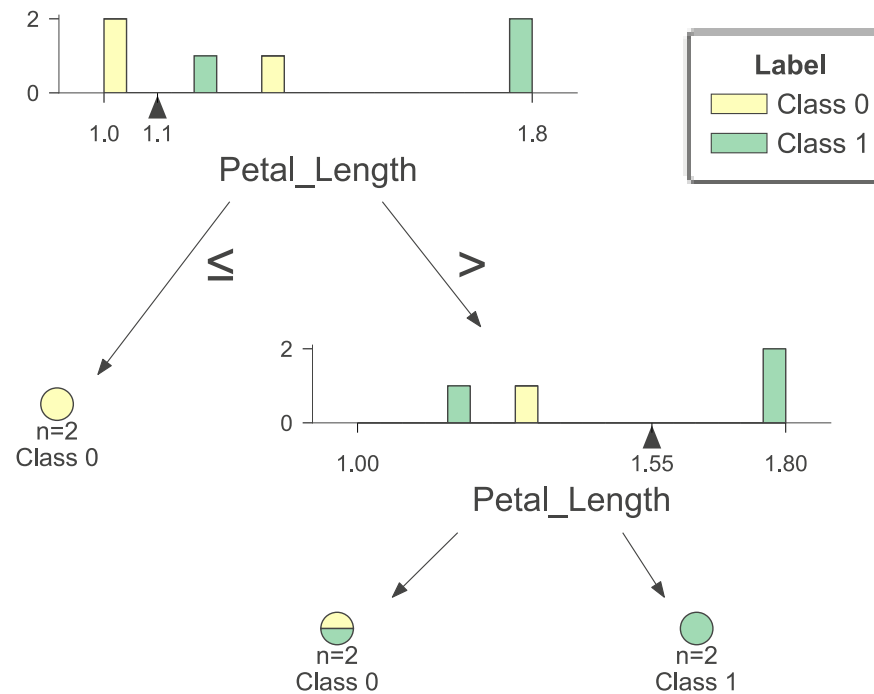 2
0
1.0 1.1 1.8
Petal_Length
Label
Class 0
Class 1
≤ >
2
0
1.00 1.55 1.80
Petal_Length
n=2
Class 0
n=2
Class 0
n=2
Class 1